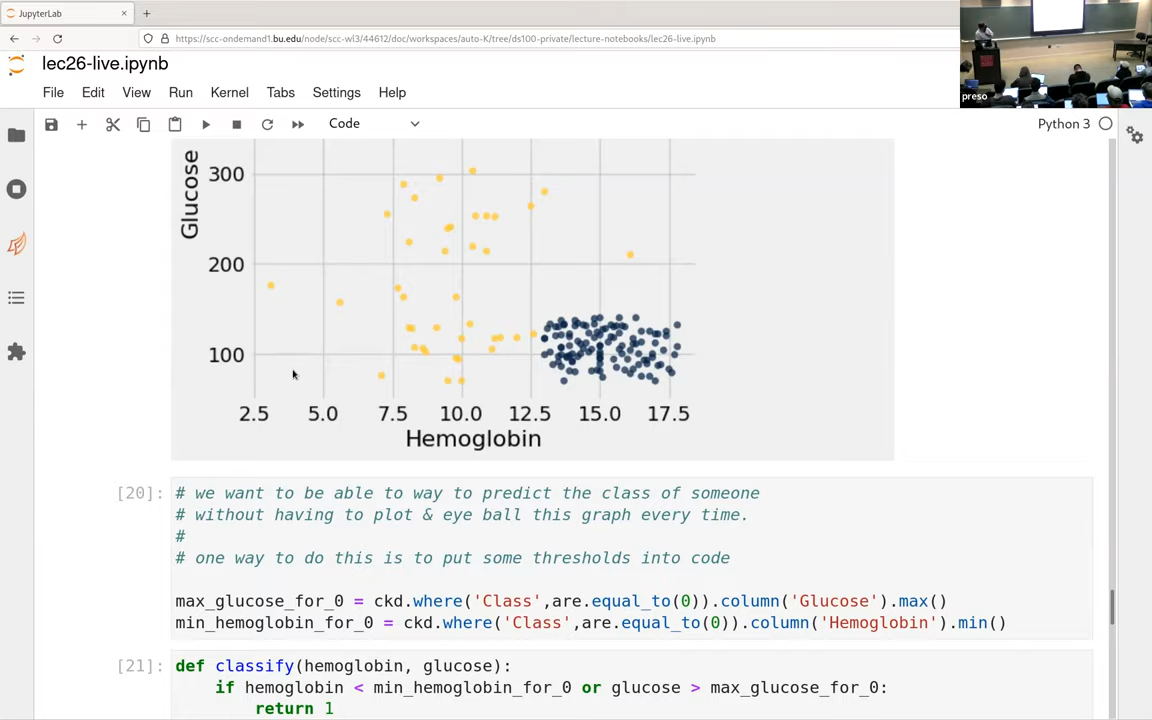 JupyterLab
https://scc-ondemand1.bu.edu/node/scc-wl3/44612/doc/workspaces/auto-K/tree/ds100-private/lecture-notebooks/lec26-live.ipynb
preso
lec26-live.ipynb
File Edit View Run Kernel Tabs Settings Help
Code
Python 3
Glucose
300
200
100
2.5 5.0 7.5 10.0 12.5 15.0 17.5
Hemoglobin
[20]: # we want to be able to way to predict the class of someone
# without having to plot & eye ball this graph every time.
#
# one way to do this is to put some thresholds into code
max_glucose_for_0 = ckd.where('Class',are.equal_to(0)).column('Glucose').max()
min_hemoglobin_for_0 = ckd.where('Class',are.equal_to(0)).column('Hemoglobin').min()
[21]: def classify(hemoglobin, glucose):
if hemoglobin < min_hemoglobin_for_0 or glucose > max_glucose_for_0:
return 1